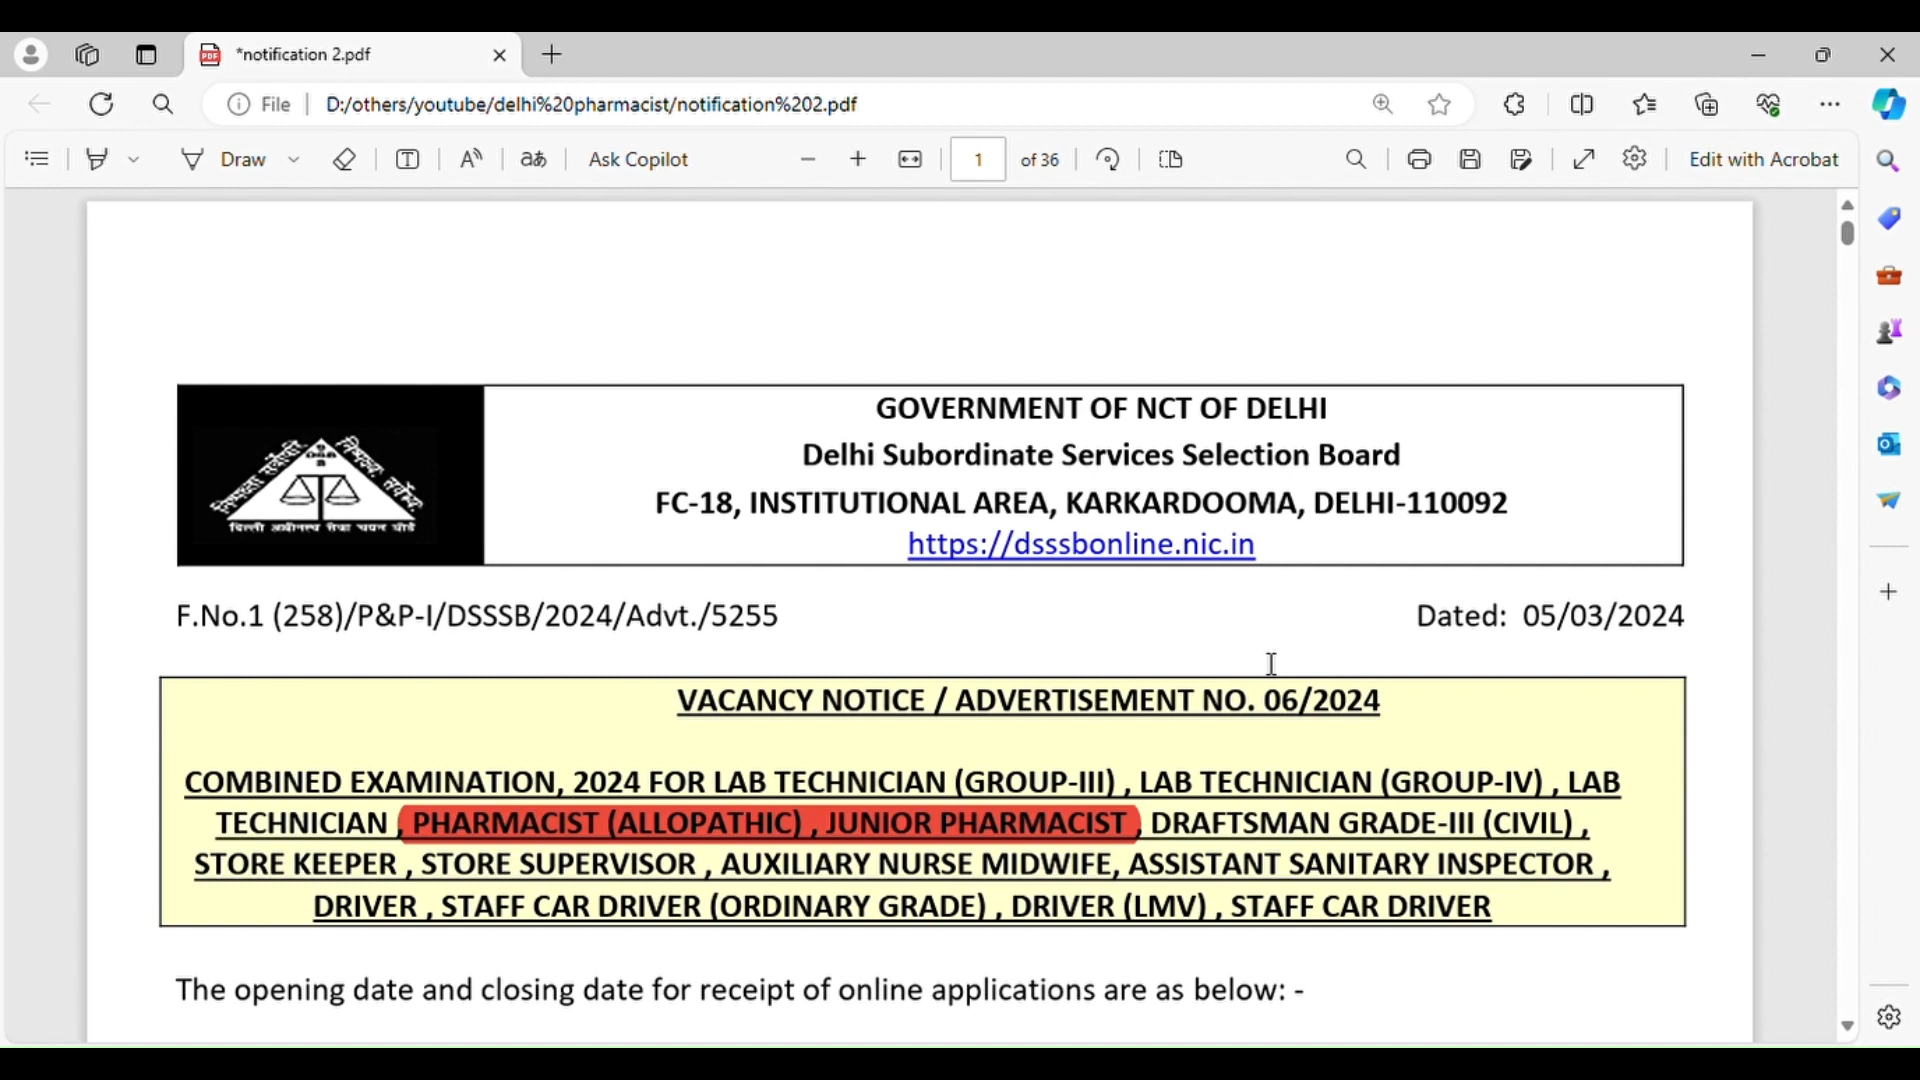 *notification 2.pdf
File
D:/others/youtube/delhi%20pharmacist/notification%202.pdf
Draw
Ask Copilot
1
of 36
Edit with Acrobat
GOVERNMENT OF NCT OF DELHI
Delhi Subordinate Services Selection Board
FC-18, INSTITUTIONAL AREA, KARKARDOOMA, DELHI-110092
https://dsssbonline.nic.in
दिल्ली अधीनस्थ सेवा चयन बोर्ड
F.No.1 (258)/P&P-I/DSSSB/2024/Advt./5255
Dated: 05/03/2024
VACANCY NOTICE / ADVERTISEMENT NO. 06/2024
COMBINED EXAMINATION, 2024 FOR LAB TECHNICIAN (GROUP-III) , LAB TECHNICIAN (GROUP-IV) , LAB
TECHNICIAN , PHARMACIST (ALLOPATHIC) , JUNIOR PHARMACIST , DRAFTSMAN GRADE-III (CIVIL) ,
STORE KEEPER , STORE SUPERVISOR , AUXILIARY NURSE MIDWIFE, ASSISTANT SANITARY INSPECTOR ,
DRIVER , STAFF CAR DRIVER (ORDINARY GRADE) , DRIVER (LMV) , STAFF CAR DRIVER
The opening date and closing date for receipt of online applications are as below: -